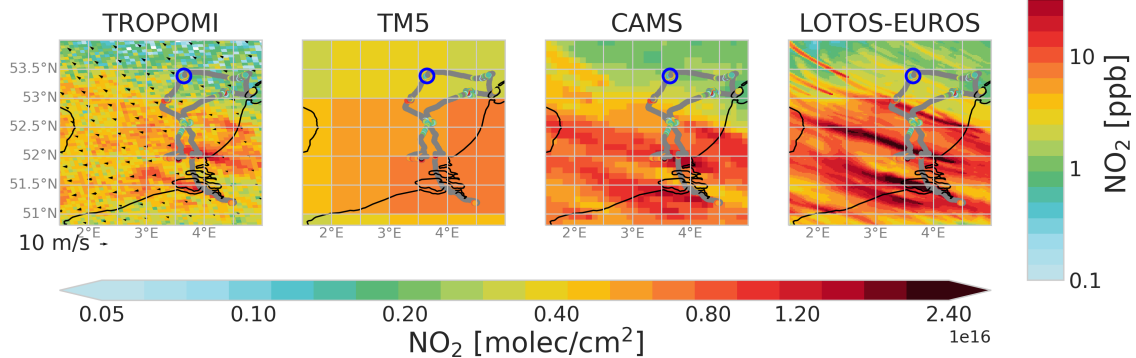 TROPOMI TM5 CAMS LOTOS-EUROS
53.5°N
53°N
52.5°N
52°N
51.5°N
51°N
2°E 3°E 4°E 2°E 3°E 4°E 2°E 3°E 4°E 2°E 3°E 4°E
10 m/s
10
1
0.1
NO₂ [ppb]
0.05 0.10 0.20 0.40 0.80 1.20 2.40
1e16
NO₂ [molec/cm²]